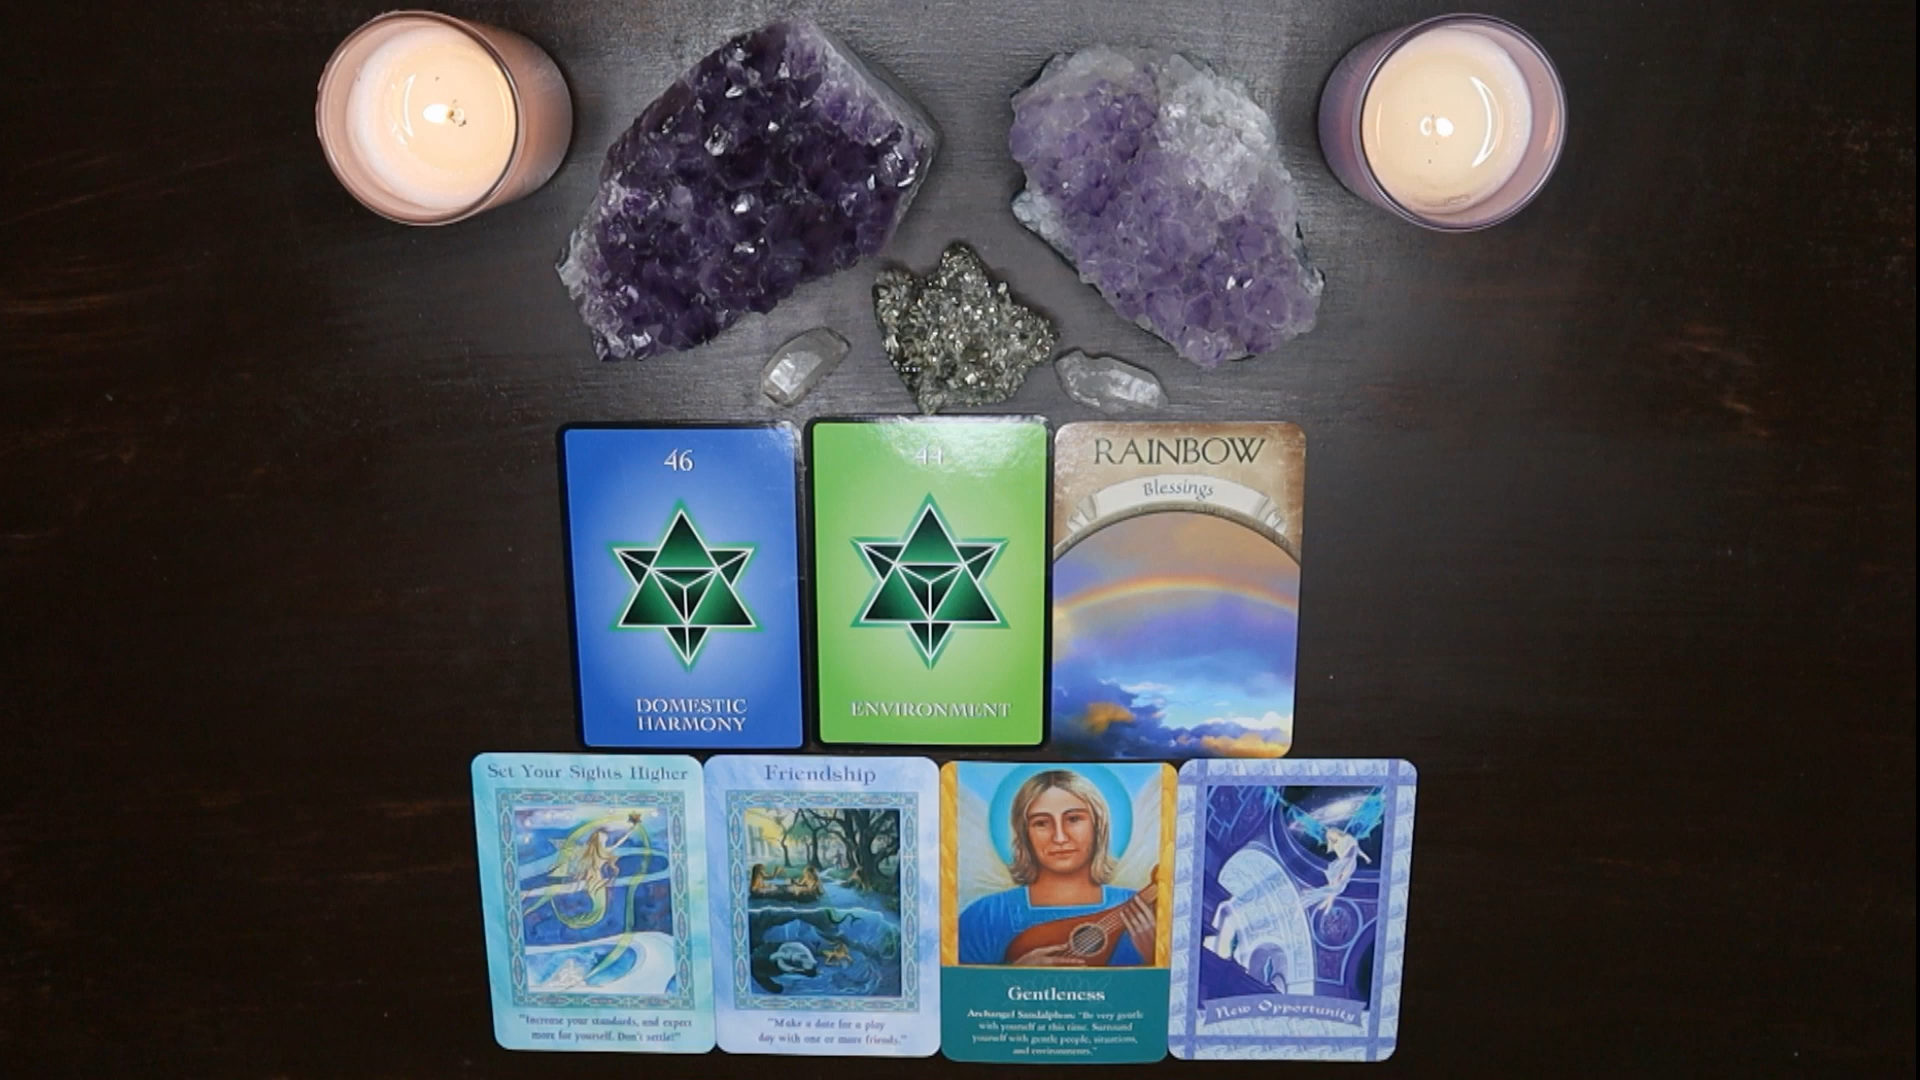 46
DOMESTIC
HARMONY
44
ENVIRONMENT
RAINBOW
Blessings
Set Your Sights Higher
"Increase your standards, and expect
more for yourself. Don't settle!"
Friendship
"Make a date for a play
day with one or more friends."
Gentleness
Archangel Sandalphon: "Be very gentle
with yourself at this time. Surround
yourself with gentle people, situations,
and environments."
New Opportunity